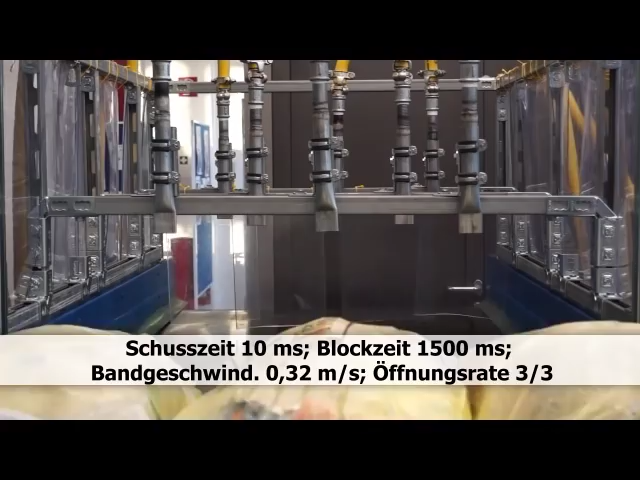 Schusszeit 10 ms; Blockzeit 1500 ms;
Bandgeschwind. 0,32 m/s; Öffnungsrate 3/3